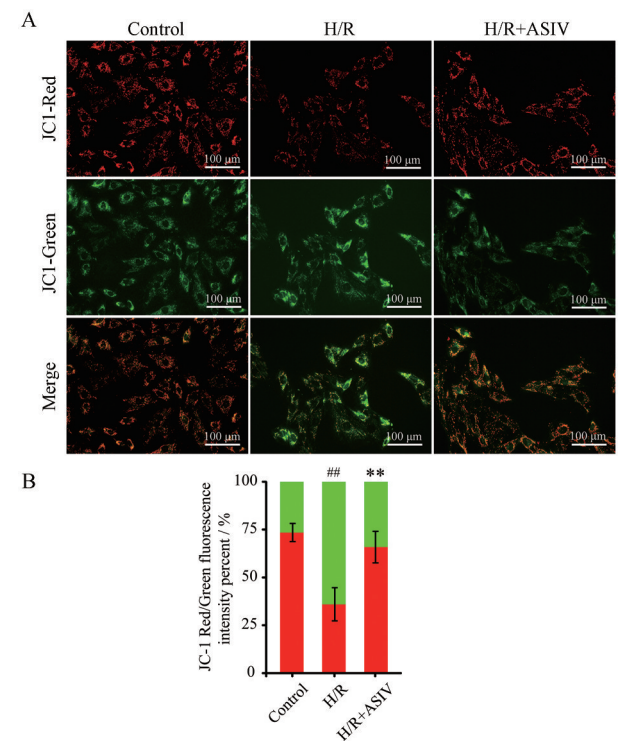 A
Control H/R H/R+ASIV
JC1-Red
100 μm 100 μm 100 μm
JC1-Green
100 μm 100 μm 100 μm
Merge
100 μm 100 μm 100 μm
B
JC-1 Red/Green fluorescence
intensity percent / %
100
75
50
25
0
## **
Control H/R H/R+ASIV